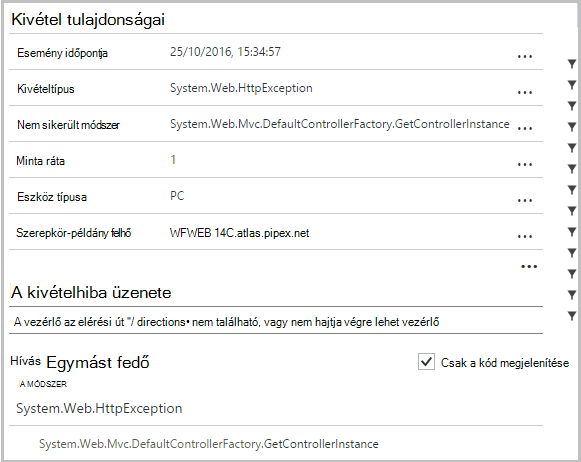 Kivétel tulajdonságai
Esemény időpontja 25/10/2016, 15:34:57 ...
Kivételtípus System.Web.HttpException ...
Nem sikerült módszer System.Web.Mvc.DefaultControllerFactory.GetControllerInstance ...
Minta ráta 1 ...
Eszköz típusa PC ...
Szerepkör-példány felhő WFWEB 14C.atlas.pipex.net ...
...
A kivételhiba üzenete
A vezérlő az elérési út "/ directions• nem található, vagy nem hajtja végre lehet vezérlő
Hívás Egymást fedő Csak a kód megjelenítése
A MÓDSZER
System.Web.HttpException
System.Web.Mvc.DefaultControllerFactory.GetControllerInstance